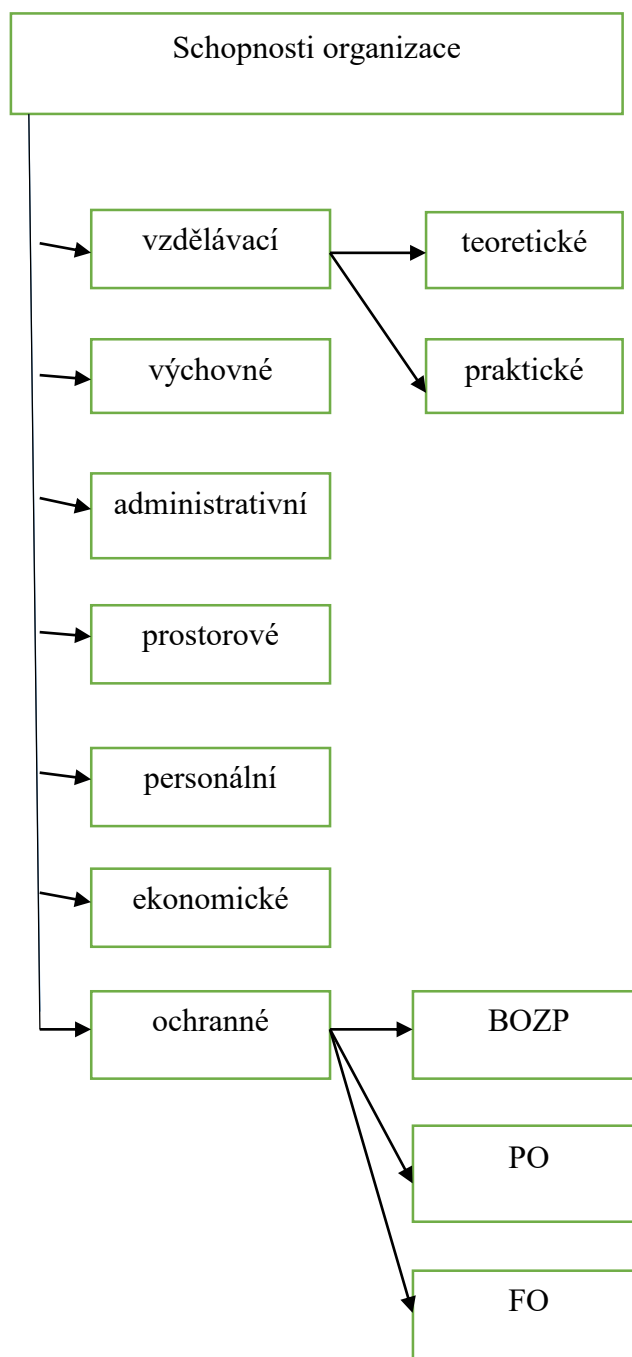 Schopnosti organizace
vzdělávací
teoretické
praktické
výchovné
administrativní
prostorové
personální
ekonomické
ochranné
BOZP
PO
FO